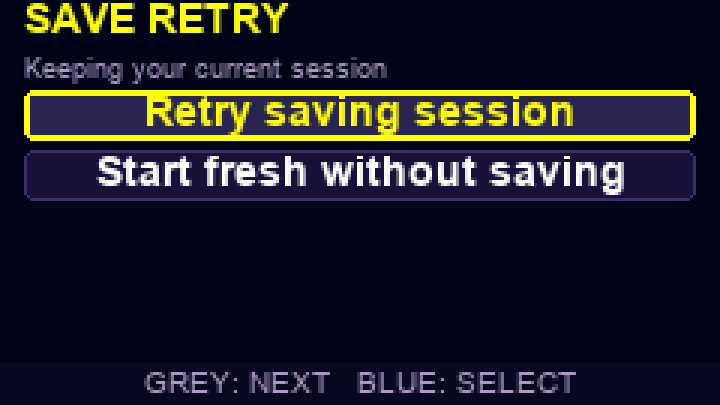 SAVE RETRY
Keeping your current session
Retry saving session
Start fresh without saving
GREY: NEXT BLUE: SELECT